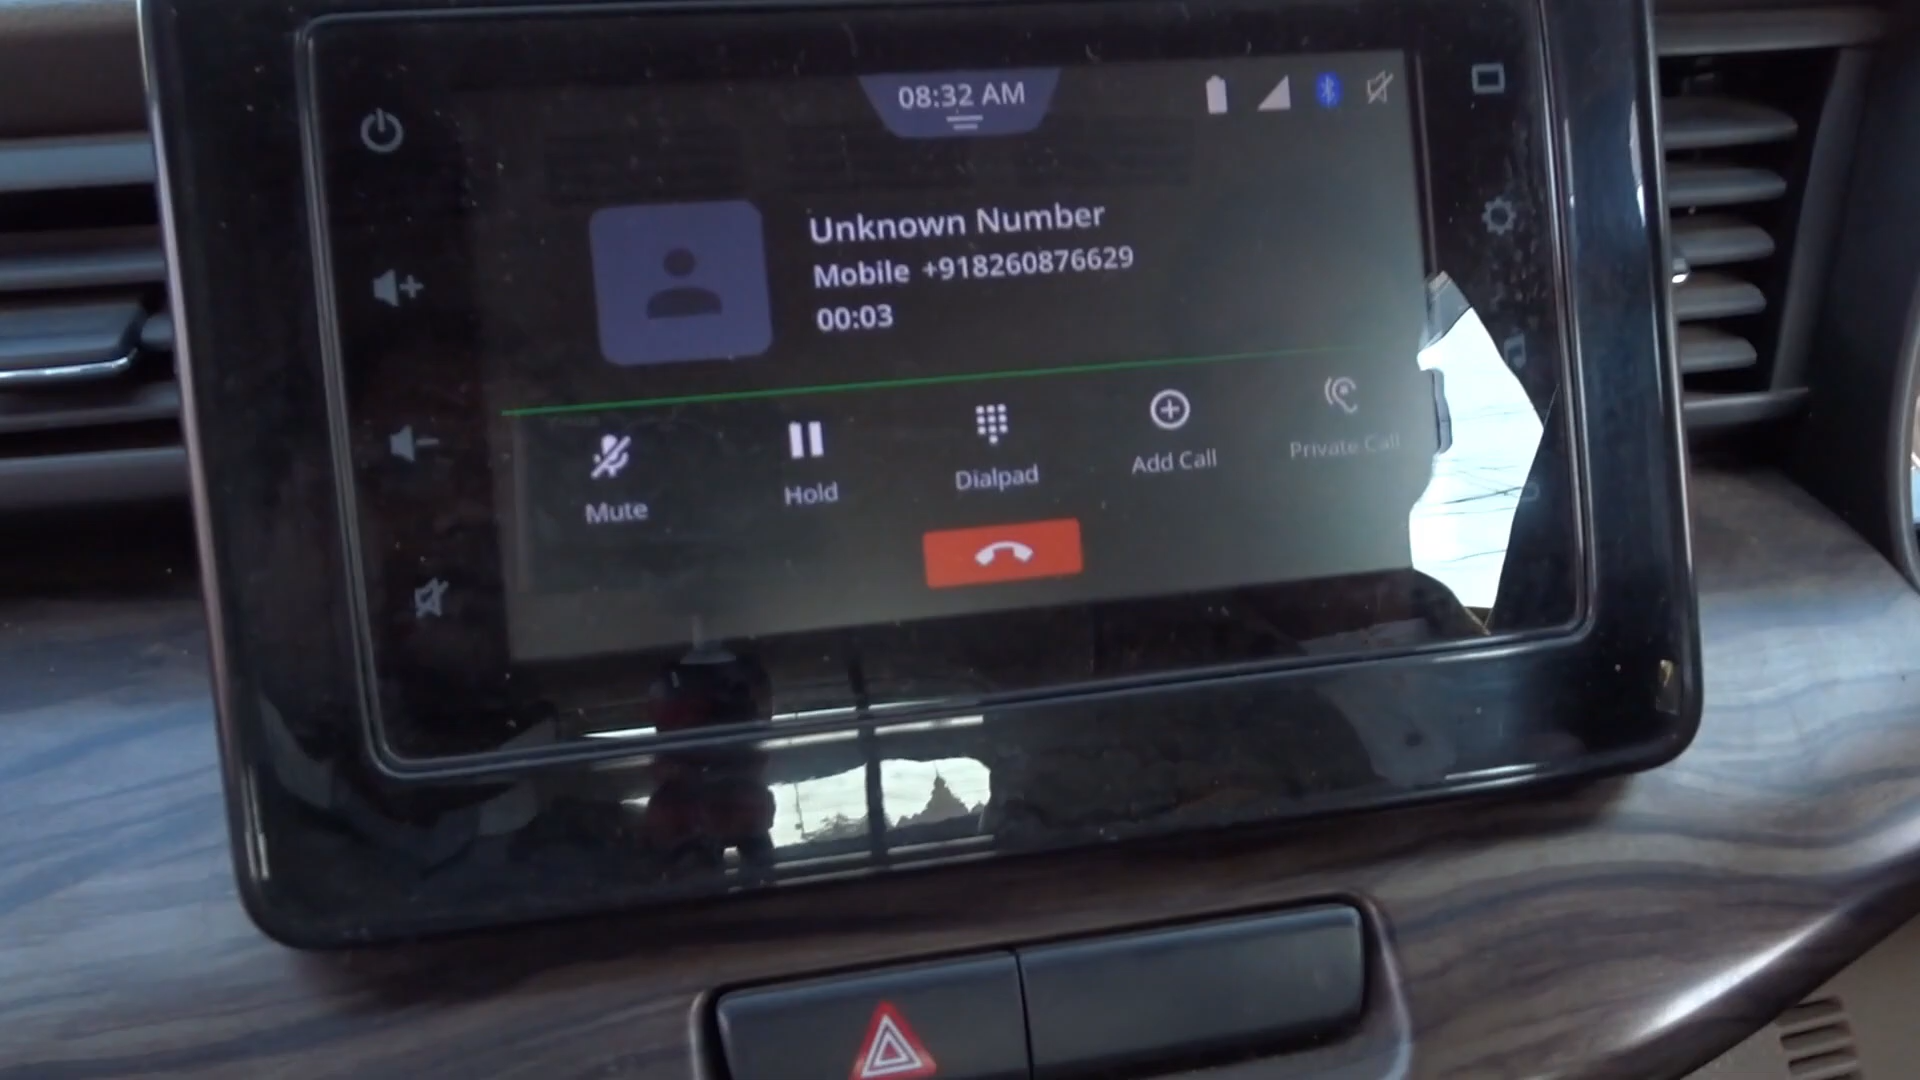 08:32 AM
Unknown Number
Mobile +918260876629
00:03
Mute
Hold
Dialpad
Add Call
Private Call